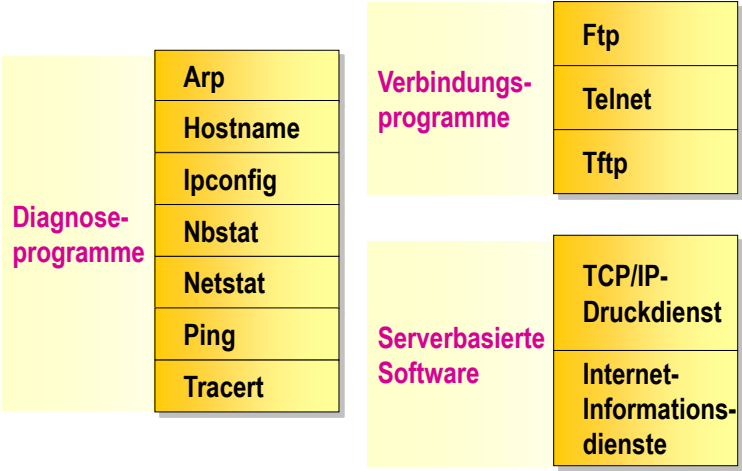 Diagnose-
programme
Arp
Hostname
Ipconfig
Nbstat
Netstat
Ping
Tracert
Verbindungs-
programme
Ftp
Telnet
Tftp
Serverbasierte
Software
TCP/IP-
Druckdienst
Internet-
Informations-
dienste